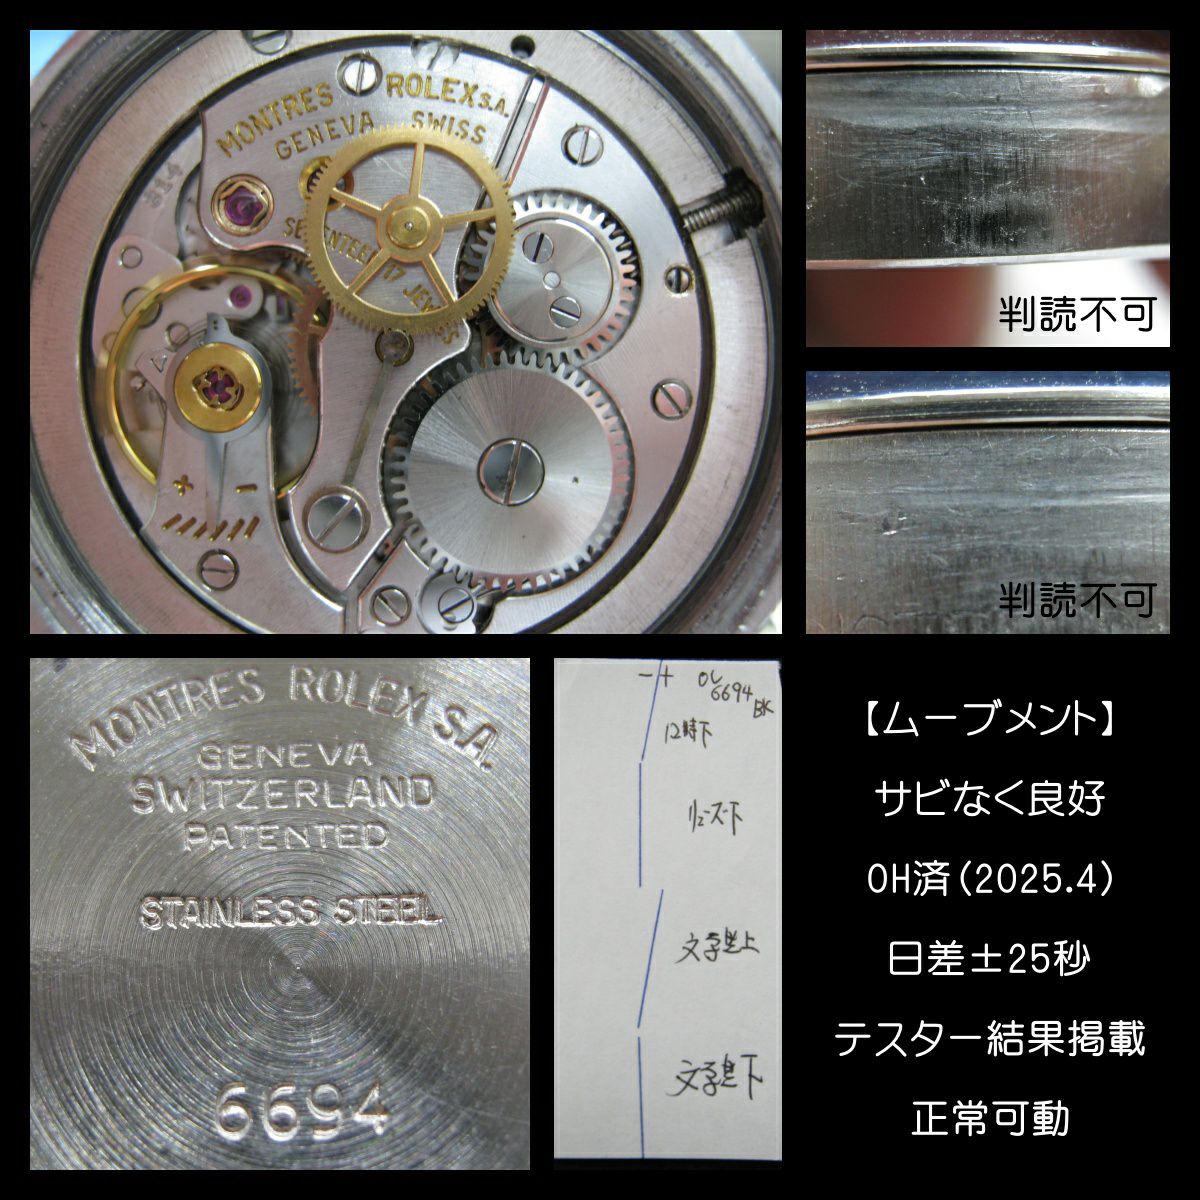 MONTRES ROLEX S.A.
GENEVA SWISS
SEVENTEEN 17 JEWELS
+ -
判読不可
判読不可
MONTRES ROLEX S.A.
GENEVA
SWITZERLAND
PATENTED
STAINLESS STEEL
6694
- +
6694
BK
12時下
リューズ下
文字盤上
文字盤下
【ムーブメント】
サビなく良好
OH済(2025.4)
日差±25秒
テスター結果掲載
正常可動